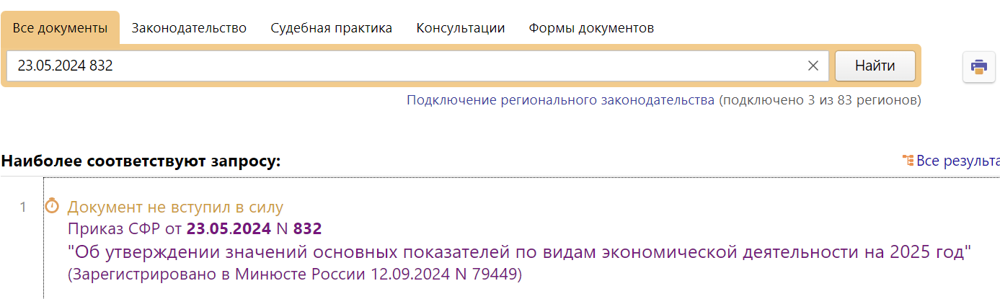 Все документы Законодательство Судебная практика Консультации Формы документов
23.05.2024 832 Найти
Подключение регионального законодательства (подключено 3 из 83 регионов)
Наиболее соответствуют запросу: Все результа
1 Документ не вступил в силу
Приказ СФР от 23.05.2024 N 832
"Об утверждении значений основных показателей по видам экономической деятельности на 2025 год"
(Зарегистрировано в Минюсте России 12.09.2024 N 79449)